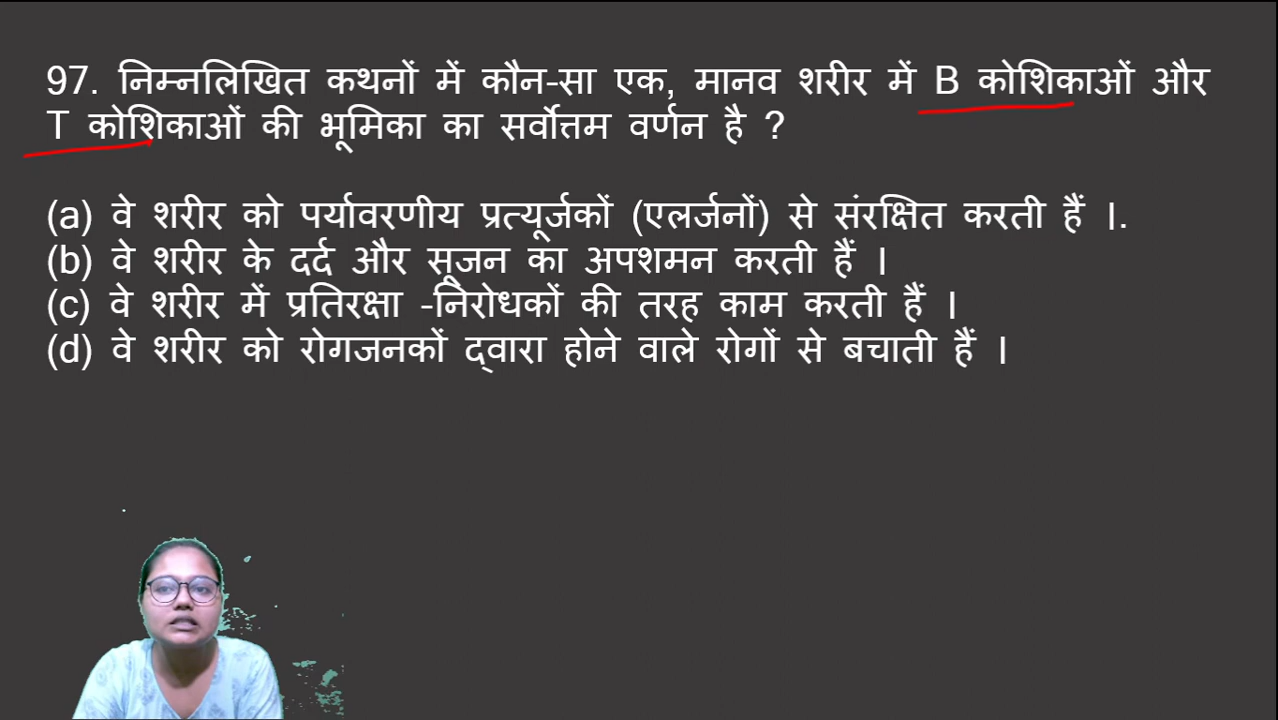 97. निम्नलिखित कथनों में कौन-सा एक, मानव शरीर में B कोशिकाओं और
T कोशिकाओं की भूमिका का सर्वोत्तम वर्णन है ?
(a) वे शरीर को पर्यावरणीय प्रत्यूर्जकों (एलर्जनों) से संरक्षित करती हैं ।.
(b) वे शरीर के दर्द और सूजन का अपशमन करती हैं ।
(c) वे शरीर में प्रतिरक्षा -निरोधकों की तरह काम करती हैं ।
(d) वे शरीर को रोगजनकों द्वारा होने वाले रोगों से बचाती हैं ।